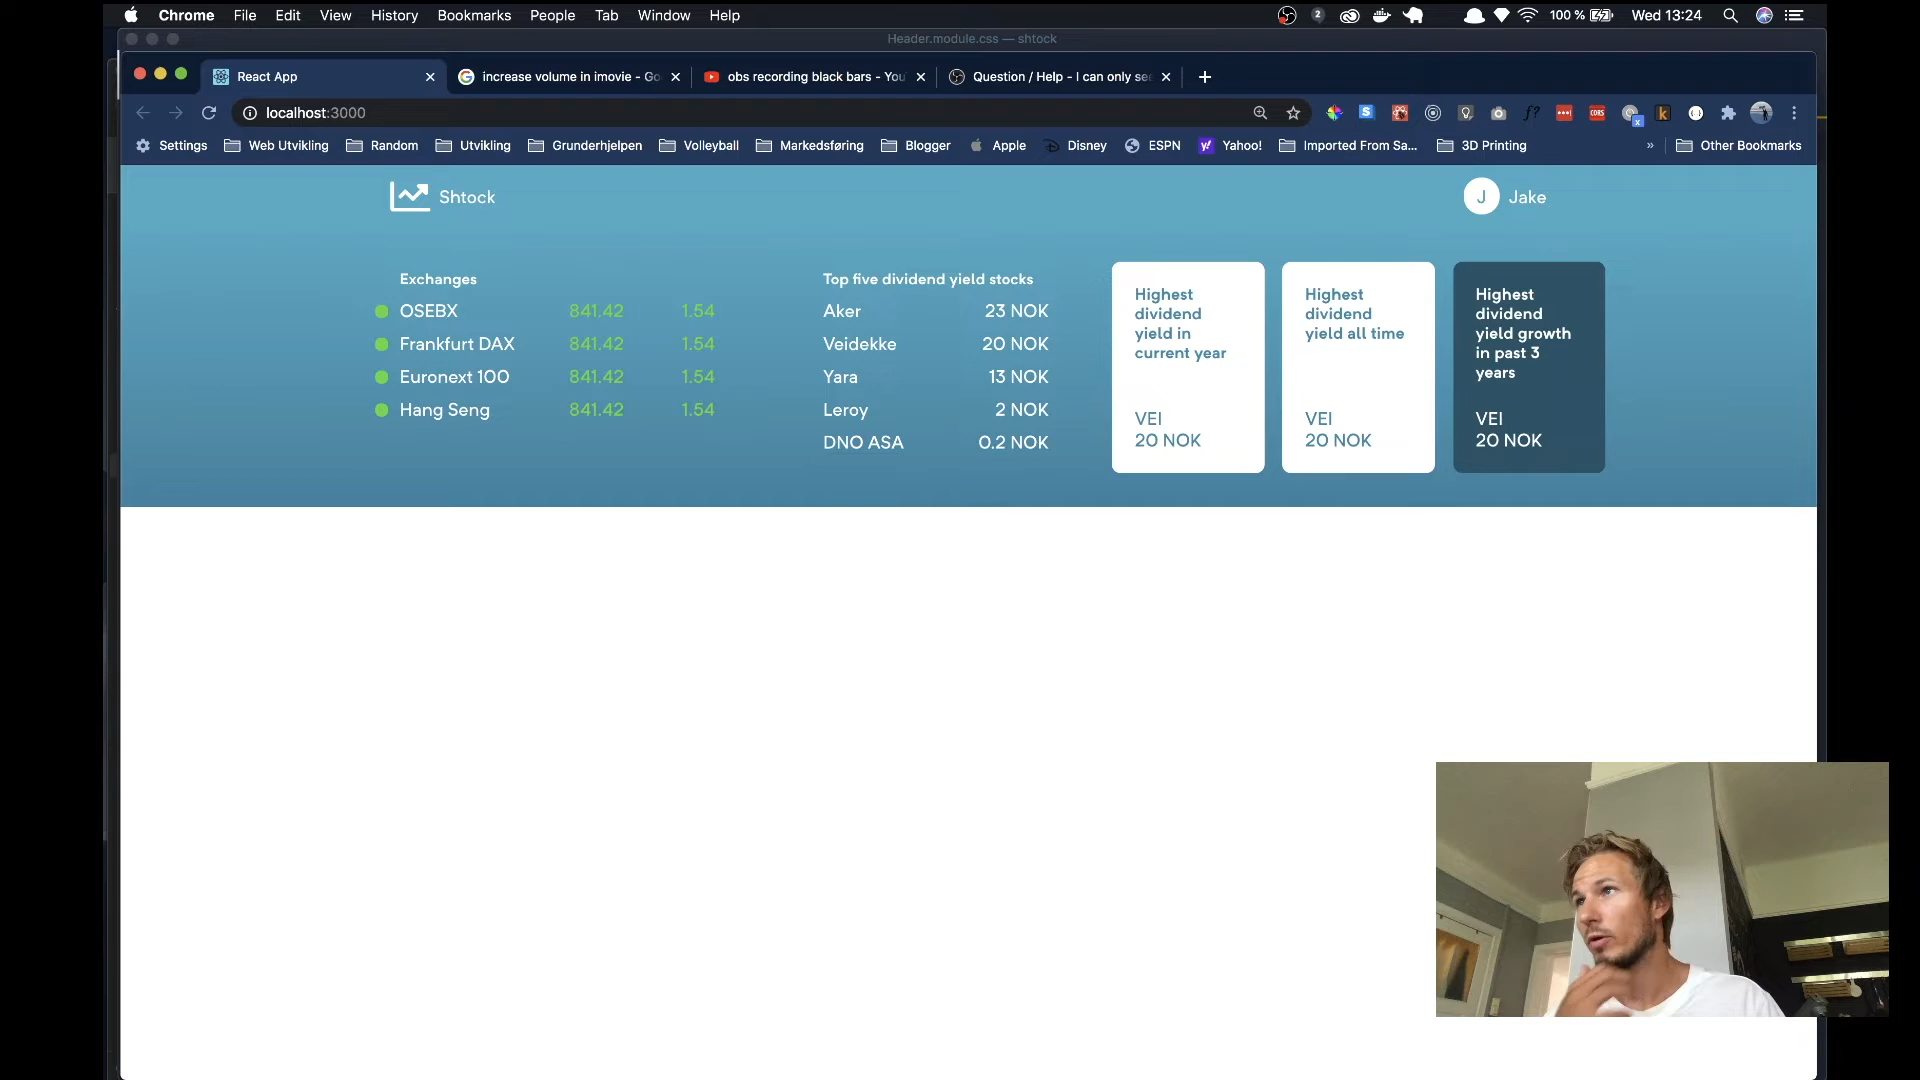 Chrome File Edit View History Bookmarks People Tab Window Help 2 100 % Wed 13:24
Header.module.css — shtock
React App increase volume in imovie - Go obs recording black bars - You Question / Help - I can only see
localhost:3000
Settings Web Utvikling Random Utvikling Grunderhjelpen Volleyball Markedsføring Blogger Apple Disney ESPN Yahoo! Imported From Sa... 3D Printing » Other Bookmarks
Shtock
J Jake
Exchanges
OSEBX 841.42 1.54
Frankfurt DAX 841.42 1.54
Euronext 100 841.42 1.54
Hang Seng 841.42 1.54
Top five dividend yield stocks
Aker 23 NOK
Veidekke 20 NOK
Yara 13 NOK
Leroy 2 NOK
DNO ASA 0.2 NOK
Highest
dividend
yield in
current year
VEI
20 NOK
Highest
dividend
yield all time
VEI
20 NOK
Highest
dividend
yield growth
in past 3
years
VEI
20 NOK